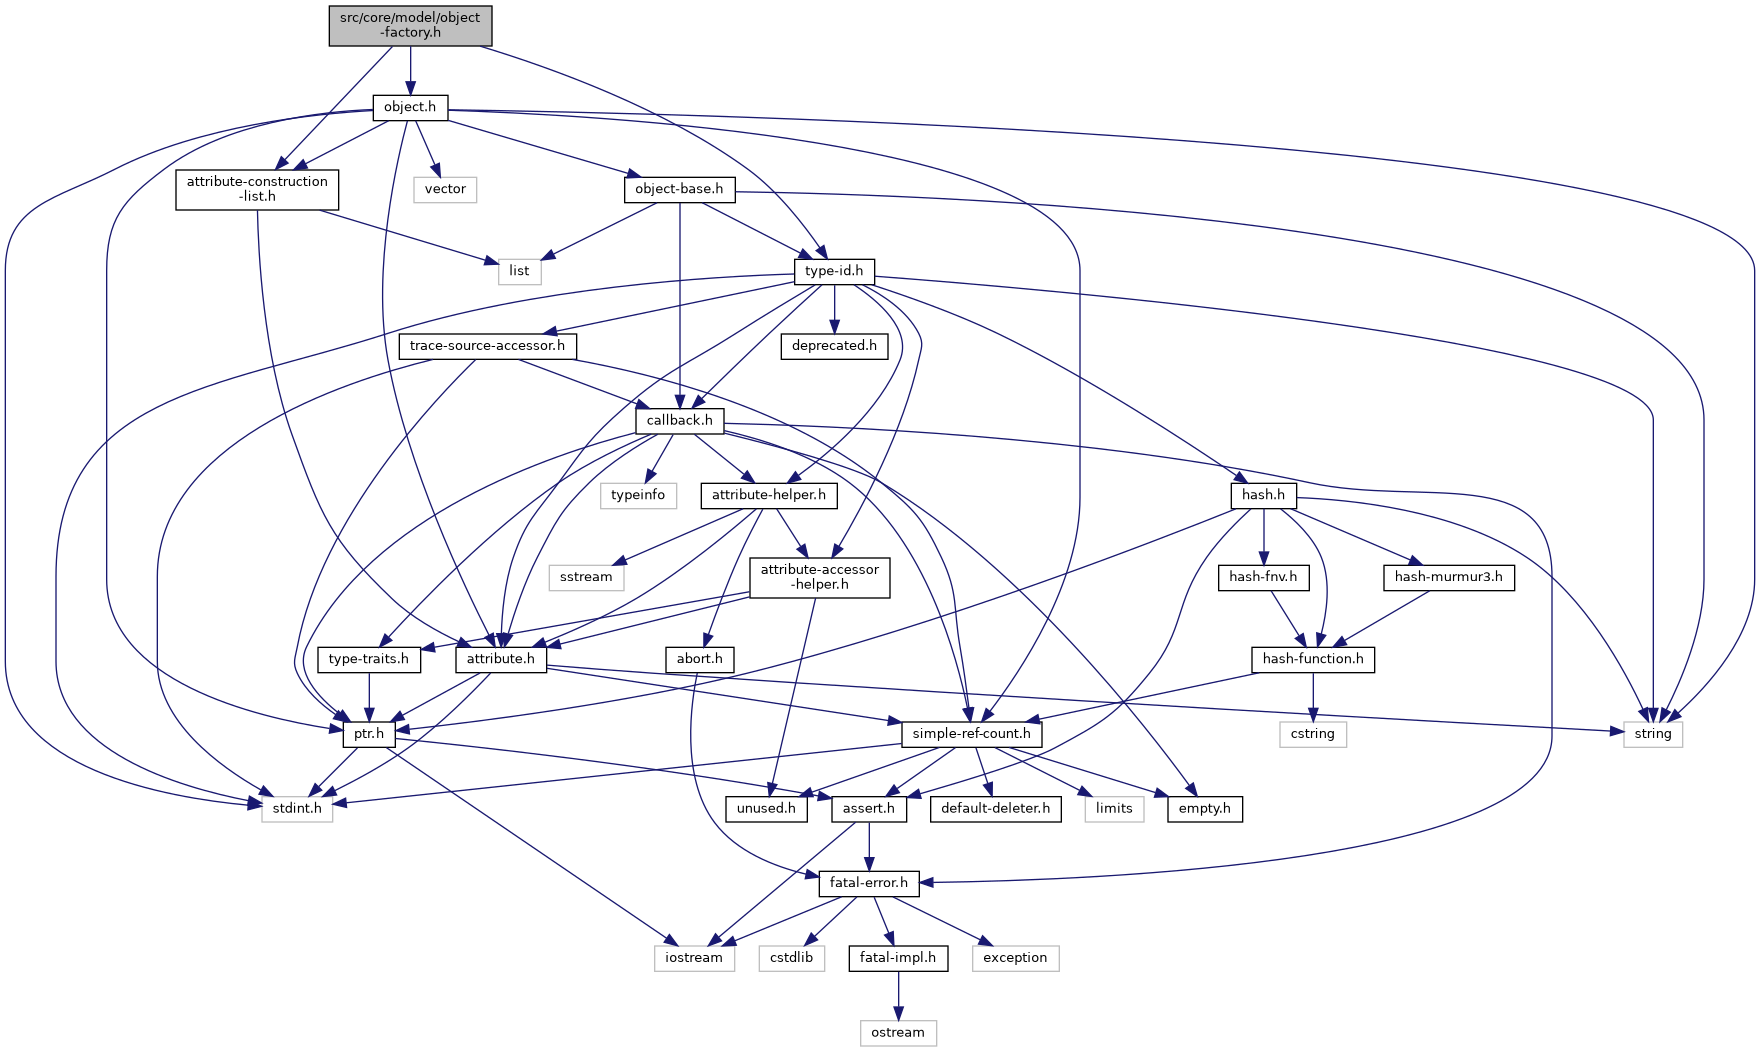 src/core/model/object
-factory.h
object.h
attribute-construction
-list.h
vector
object-base.h
list
type-id.h
trace-source-accessor.h
deprecated.h
callback.h
typeinfo
attribute-helper.h
hash.h
sstream
attribute-accessor
-helper.h
hash-fnv.h
hash-murmur3.h
type-traits.h
attribute.h
abort.h
hash-function.h
ptr.h
simple-ref-count.h
cstring
string
stdint.h
unused.h
assert.h
default-deleter.h
limits
empty.h
fatal-error.h
iostream
cstdlib
fatal-impl.h
exception
ostream